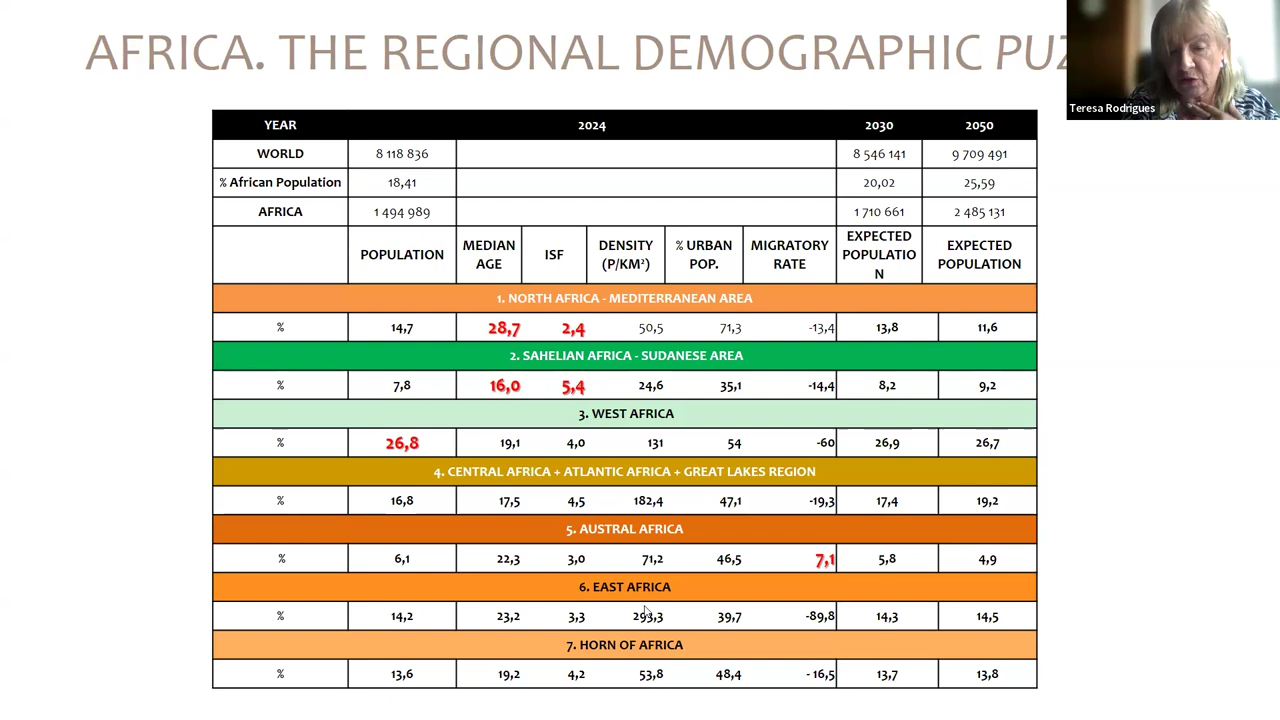 AFRICA. THE REGIONAL DEMOGRAPHIC PUZ
Teresa Rodrigues
YEAR 2024 2030 2050
WORLD 8 118 836 8 546 141 9 709 491
% African Population 18,41 20,02 25,59
AFRICA 1 494 989 1 710 661 2 485 131
POPULATION MEDIAN AGE ISF DENSITY (P/KM²) % URBAN POP. MIGRATORY RATE EXPECTED POPULATIO N EXPECTED POPULATION
1. NORTH AFRICA - MEDITERRANEAN AREA
% 14,7 28,7 2,4 50,5 71,3 -13,4 13,8 11,6
2. SAHELIAN AFRICA - SUDANESE AREA
% 7,8 16,0 5,4 24,6 35,1 -14,4 8,2 9,2
3. WEST AFRICA
% 26,8 19,1 4,0 131 54 -60 26,9 26,7
4. CENTRAL AFRICA + ATLANTIC AFRICA + GREAT LAKES REGION
% 16,8 17,5 4,5 182,4 47,1 -19,3 17,4 19,2
5. AUSTRAL AFRICA
% 6,1 22,3 3,0 71,2 46,5 7,1 5,8 4,9
6. EAST AFRICA
% 14,2 23,2 3,3 293,3 39,7 -89,8 14,3 14,5
7. HORN OF AFRICA
% 13,6 19,2 4,2 53,8 48,4 - 16,5 13,7 13,8